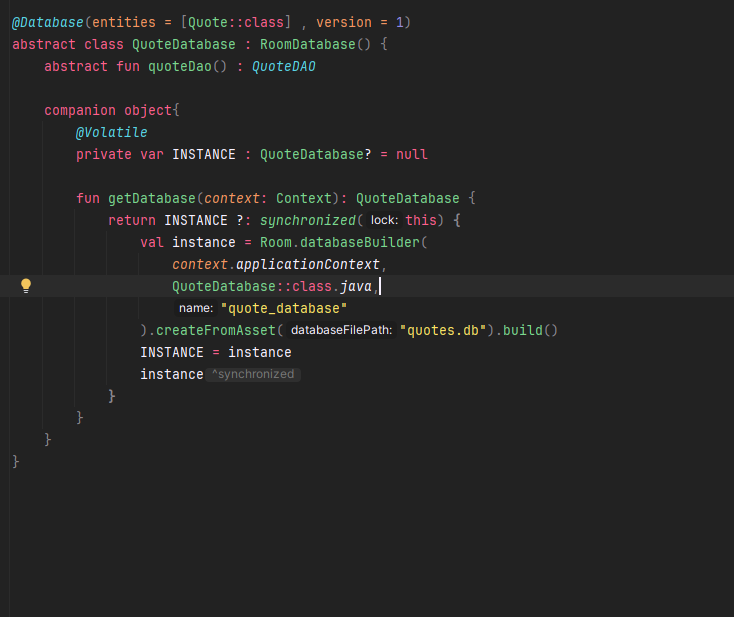 @Database(entities = [Quote::class] , version = 1)
abstract class QuoteDatabase : RoomDatabase() {
    abstract fun quoteDao() : QuoteDAO

    companion object{
        @Volatile
        private var INSTANCE : QuoteDatabase? = null

        fun getDatabase(context: Context): QuoteDatabase {
            return INSTANCE ?: synchronized( lock: this) {
                val instance = Room.databaseBuilder(
                    context.applicationContext,
                    QuoteDatabase::class.java,
                    name: "quote_database"
                ).createFromAsset( databaseFilePath: "quotes.db").build()
                INSTANCE = instance
                instance ^synchronized
            }
        }
    }
}